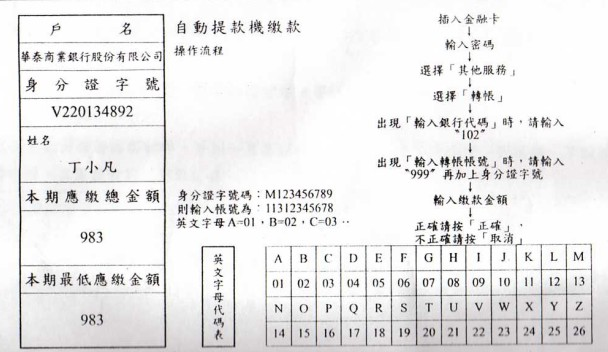 戶 名
華泰商業銀行股份有限公司
身分證字號
V220134892
姓名
丁小凡
本期應繳總金額
983
本期最低應繳金額
983
自動提款機繳款
操作流程
插入金融卡
↓
輸入密碼
↓
選擇「其他服務」
↓
選擇「轉帳」
↓
出現「輸入銀行代碼」時，請輸入
〝102〞
↓
出現「輸入轉帳帳號」時，請輸入
〝999〞再加上身分證字號
↓
輸入繳款金額
↓
正確請按「正確」，
不正確請按「取消」
身分證字號碼：M123456789
則輸入帳號為：11312345678
英文字母A=01，B=02，C=03‥
英文字母代碼表
A B C D E F G H I J K L M
01 02 03 04 05 06 07 08 09 10 11 12 13
N O P Q R S T U V W X Y Z
14 15 16 17 18 19 20 21 22 23 24 25 26